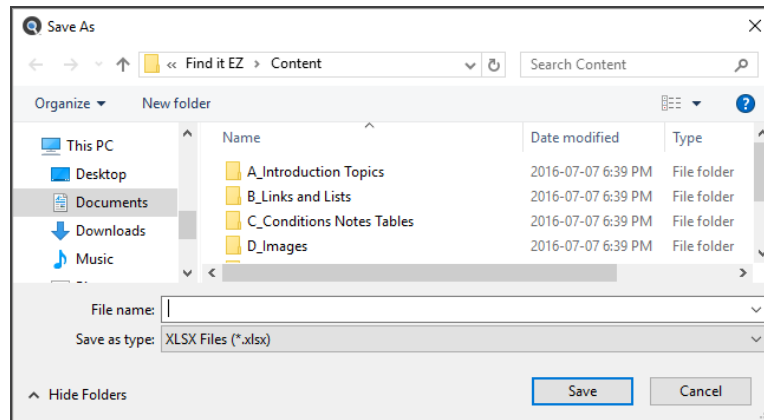 Save As
« Find it EZ > Content
Search Content
Organize
New folder
?
This PC
Desktop
Documents
Downloads
Music
Name
Date modified
Type
A_Introduction Topics 2016-07-07 6:39 PM File folder
B_Links and Lists 2016-07-07 6:39 PM File folder
C_Conditions Notes Tables 2016-07-07 6:39 PM File folder
D_Images 2016-07-07 6:39 PM File folder
File name:
Save as type: XLSX Files (*.xlsx)
Hide Folders
Save
Cancel